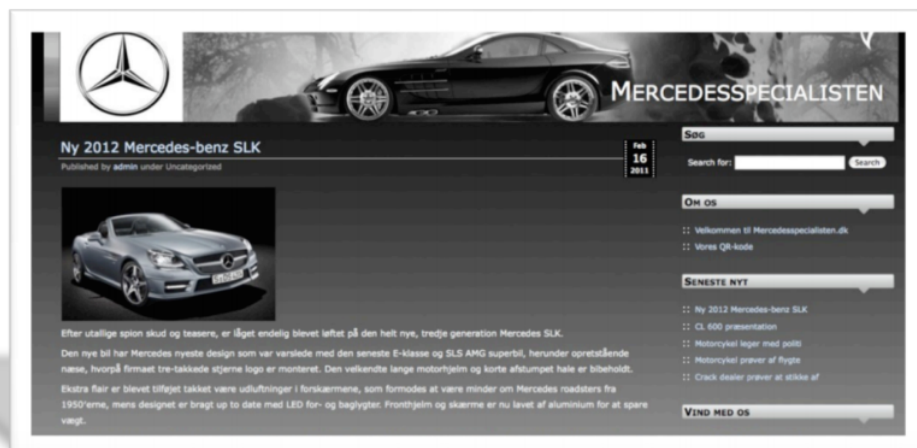 MERCEDESSPECIALISTEN
Ny 2012 Mercedes-benz SLK
Published by admin under Uncategorized
Feb
16
2011
Efter utallige spion skud og teasere, er låget endelig blevet løftet på den helt nye, tredje generation Mercedes SLK.
Den nye bil har Mercedes nyeste design som var varslede med den seneste E-klasse og SLS AMG superbil, herunder opretstående
næse, hvorpå firmaet tre-takkede stjerne logo er monteret. Den velkendte lange motorhjelm og korte afstumpet hale er bibeholdt.
Ekstra flair er blevet tilføjet takket være udluftninger i forskærmene, som formodes at være minder om Mercedes roadsters fra
1950'erne, mens designet er bragt up to date med LED for- og baglygter. Fronthjelm og skærme er nu lavet af aluminium for at spare
vægt.
SØG
Search for: Search
OM OS
:: Velkommen til Mercedesspecialisten.dk
:: Vores QR-kode
SENESTE NYT
:: Ny 2012 Mercedes-benz SLK
:: CL 600 præsentation
:: Motorcykel leger med politi
:: Motorcykel prøver af flygte
:: Crack dealer prøver at stikke af
VIND MED OS